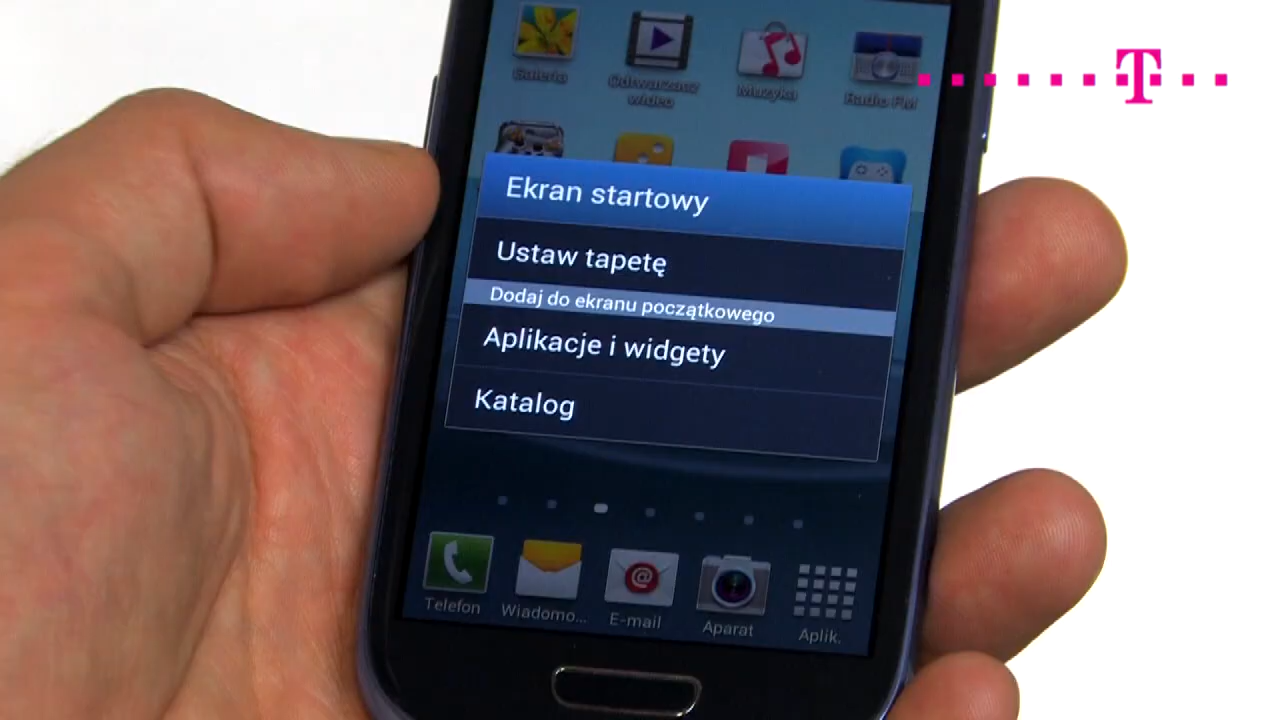 Galeria
Odtwarzacz
wideo
Muzyka
Radio FM
T
Ekran startowy
Ustaw tapetę
Dodaj do ekranu początkowego
Aplikacje i widgety
Katalog
Telefon
Wiadomo...
E-mail
Aparat
Aplik.